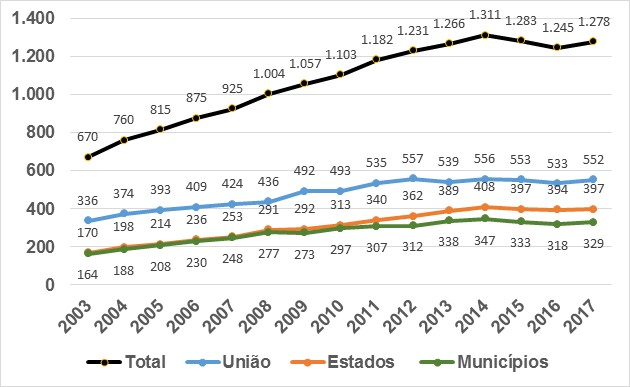 1.400
1.200
1.000
800
600
400
200
0
670 760 815 875 925 1.004 1.057 1.103 1.182 1.231 1.266 1.311 1.283 1.245 1.278
336 374 393 409 424 436 492 493 535 557 539 556 553 533 552
170 198 214 236 253 291 292 313 340 362 389 408 397 394 397
164 188 208 230 248 277 273 297 307 312 338 347 333 318 329
2003 2004 2005 2006 2007 2008 2009 2010 2011 2012 2013 2014 2015 2016 2017
Total União Estados Municípios